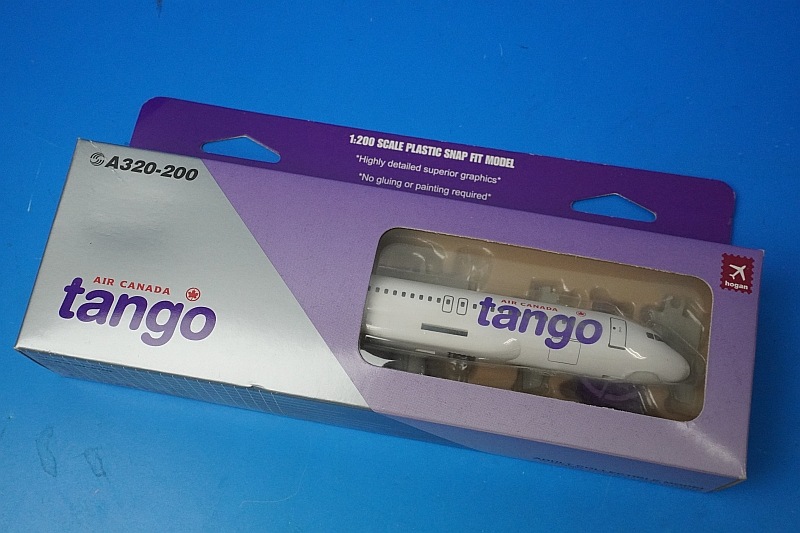 1:200 SCALE PLASTIC SNAP FIT MODEL
*Highly detailed superior graphics*
*No gluing or painting required*
A320-200
AIR CANADA
tango
AIR CANADA
tango
hogan